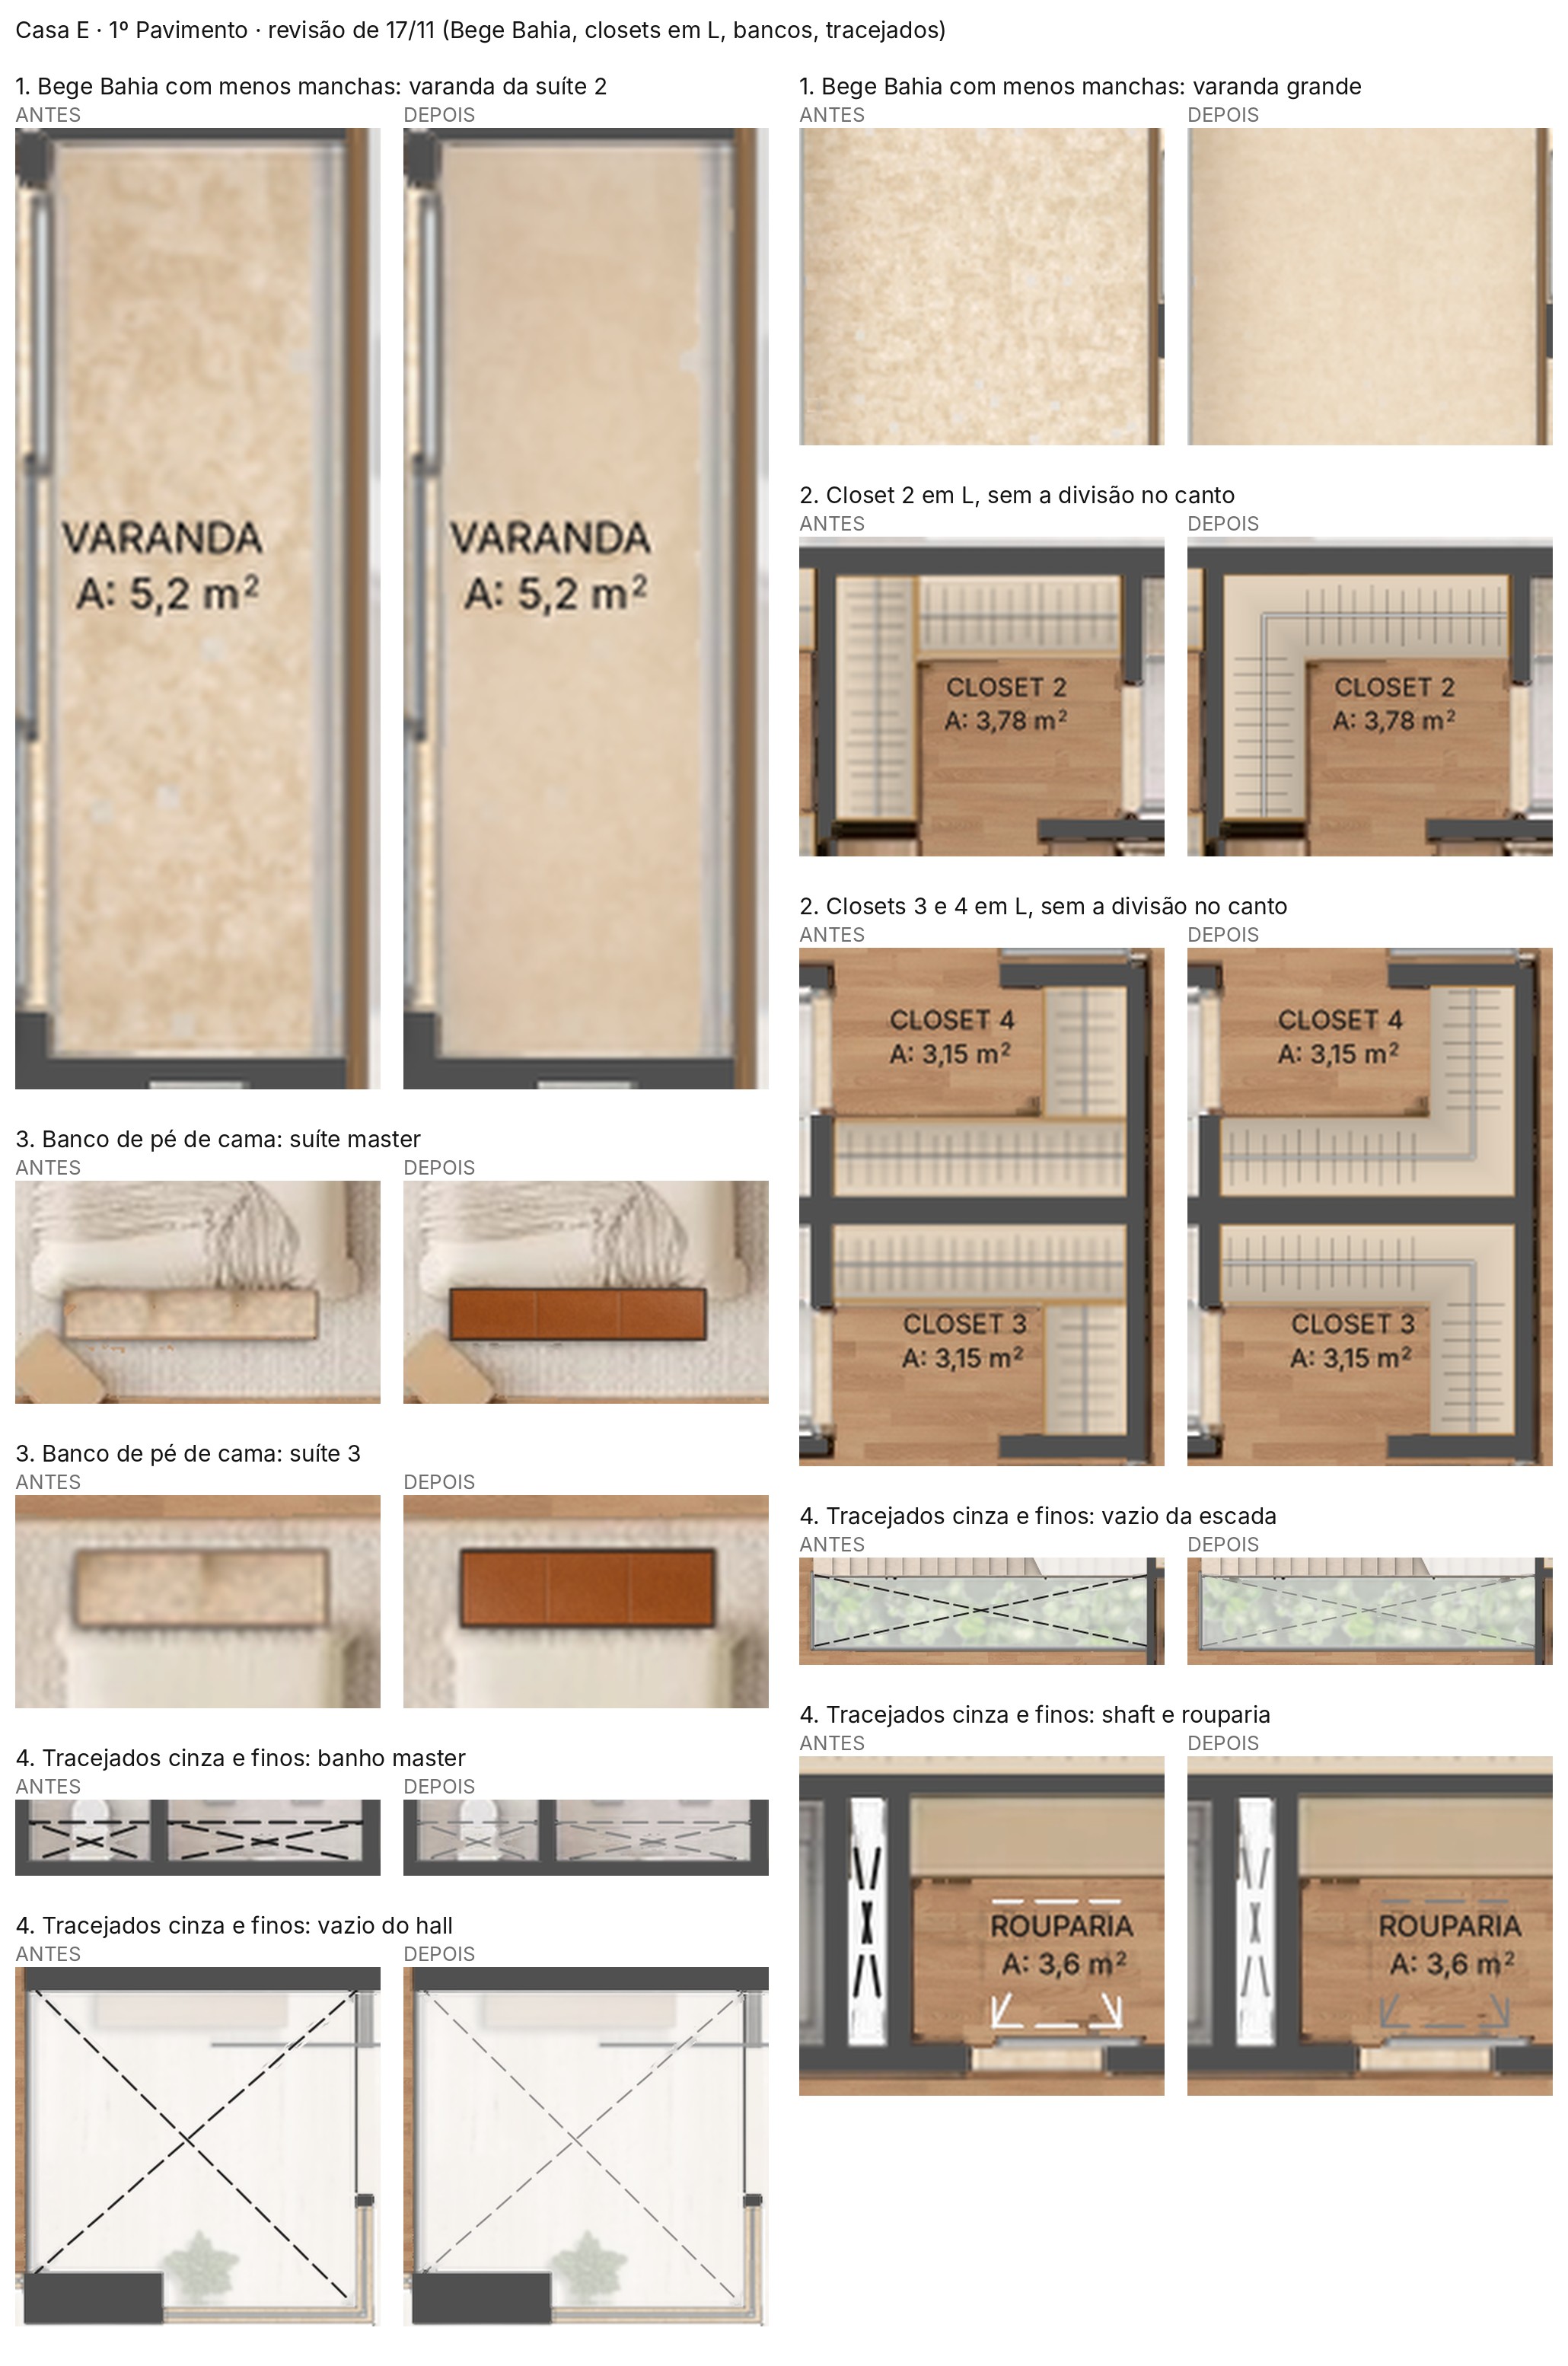 Casa E · 1º Pavimento · revisão de 17/11 (Bege Bahia, closets em L, bancos, tracejados)
1. Bege Bahia com menos manchas: varanda da suíte 2
ANTES
DEPOIS
VARANDA
A: 5,2 m²
VARANDA
A: 5,2 m²
3. Banco de pé de cama: suíte master
ANTES
DEPOIS
3. Banco de pé de cama: suíte 3
ANTES
DEPOIS
4. Tracejados cinza e finos: banho master
ANTES
DEPOIS
4. Tracejados cinza e finos: vazio do hall
ANTES
DEPOIS
1. Bege Bahia com menos manchas: varanda grande
ANTES
DEPOIS
2. Closet 2 em L, sem a divisão no canto
ANTES
DEPOIS
CLOSET 2
A: 3,78 m²
CLOSET 2
A: 3,78 m²
2. Closets 3 e 4 em L, sem a divisão no canto
ANTES
DEPOIS
CLOSET 4
A: 3,15 m²
CLOSET 3
A: 3,15 m²
CLOSET 4
A: 3,15 m²
CLOSET 3
A: 3,15 m²
4. Tracejados cinza e finos: vazio da escada
ANTES
DEPOIS
4. Tracejados cinza e finos: shaft e rouparia
ANTES
DEPOIS
ROUPARIA
A: 3,6 m²
ROUPARIA
A: 3,6 m²